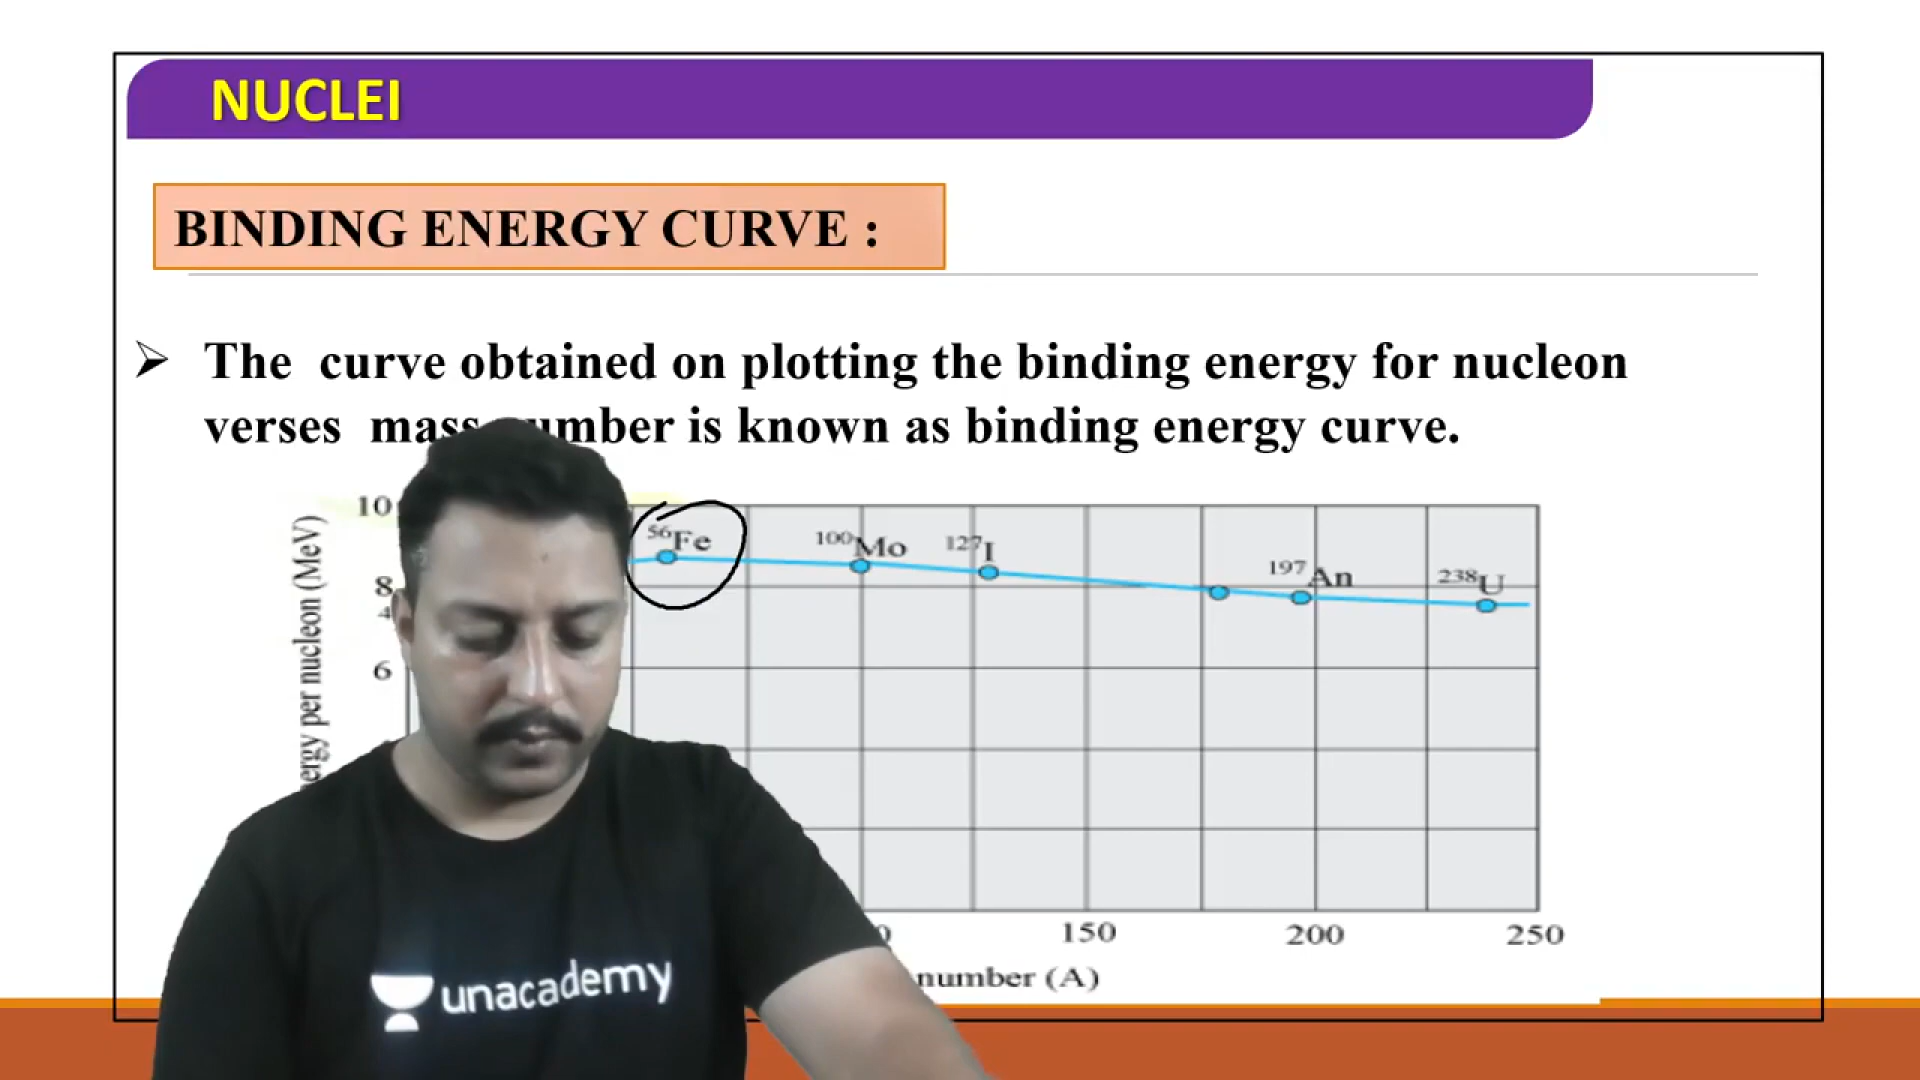 NUCLEI
BINDING ENERGY CURVE :
The curve obtained on plotting the binding energy for nucleon
verses mass number is known as binding energy curve.
10
56Fe
100Mo
127I
197An
238U
8
4
6
per nucleon (MeV)
150
200
250
number (A)
unacademy